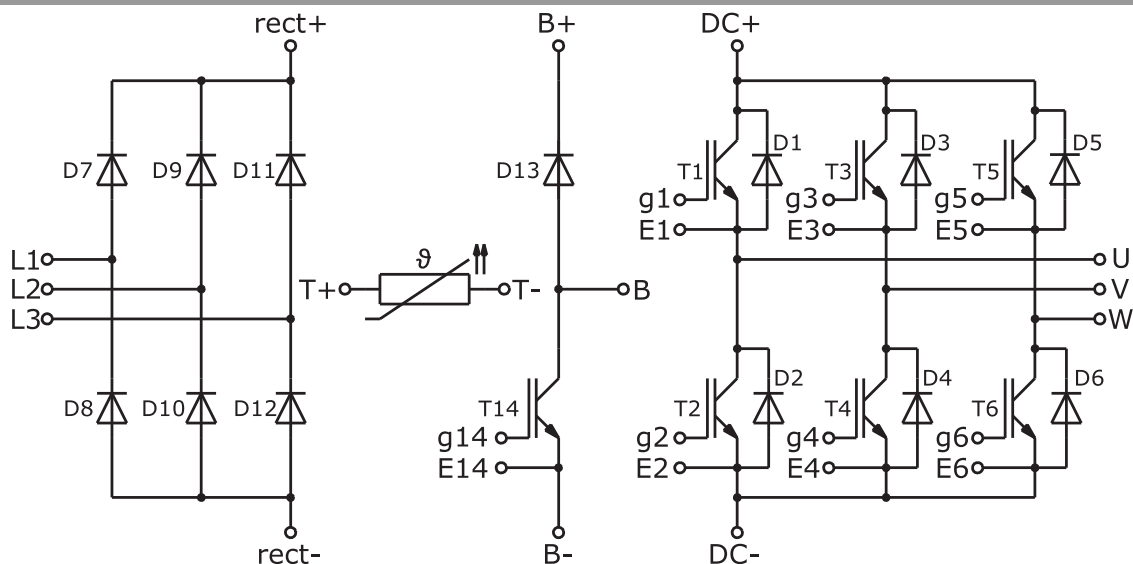 rect+ B+ DC+
D7 D9 D11 D13 T1 D1 T3 D3 T5 D5
g1 g3 g5
E1 E3 E5
L1 U
L2 T+ ϑ T- B V
L3 W
D8 D10 D12 T14 T2 D2 T4 D4 T6 D6
g14 g2 g4 g6
E14 E2 E4 E6
rect- B- DC-